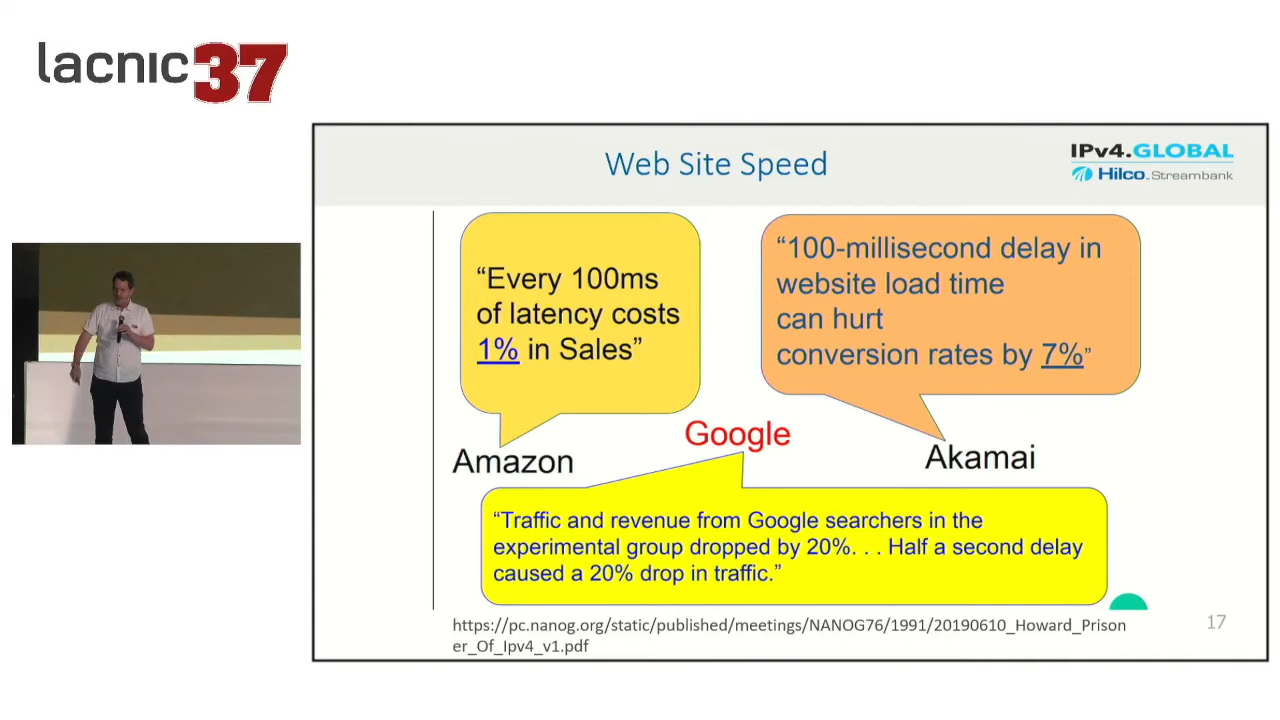 lacnic37
Web Site Speed
IPv4.GLOBAL
Hilco Streambank
“Every 100ms
of latency costs
1% in Sales”
“100-millisecond delay in
website load time
can hurt
conversion rates by 7%”
Google
Amazon
Akamai
“Traffic and revenue from Google searchers in the
experimental group dropped by 20%. . . Half a second delay
caused a 20% drop in traffic.”
https://pc.nanog.org/static/published/meetings/NANOG76/1991/20190610_Howard_Prison
er_Of_Ipv4_v1.pdf
17